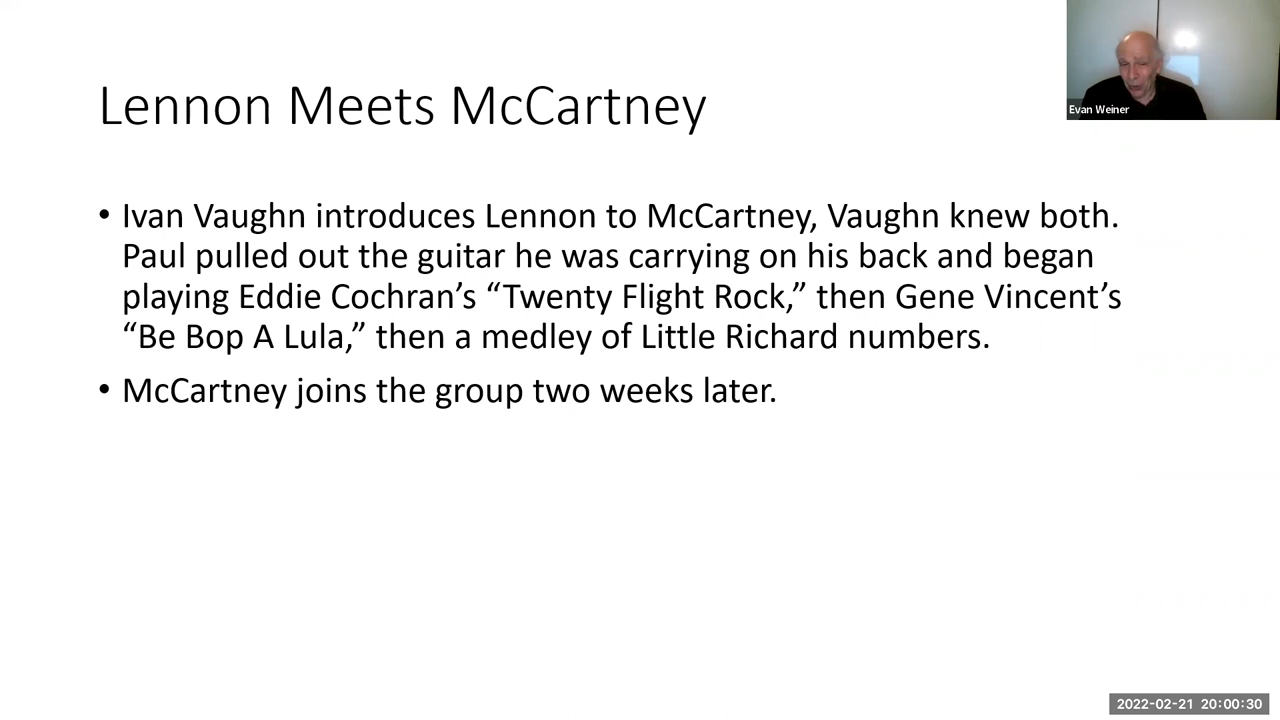 Lennon Meets McCartney
Evan Weiner
• Ivan Vaughn introduces Lennon to McCartney, Vaughn knew both.
Paul pulled out the guitar he was carrying on his back and began
playing Eddie Cochran’s “Twenty Flight Rock,” then Gene Vincent’s
“Be Bop A Lula,” then a medley of Little Richard numbers.
• McCartney joins the group two weeks later.
2022-02-21 20:00:30